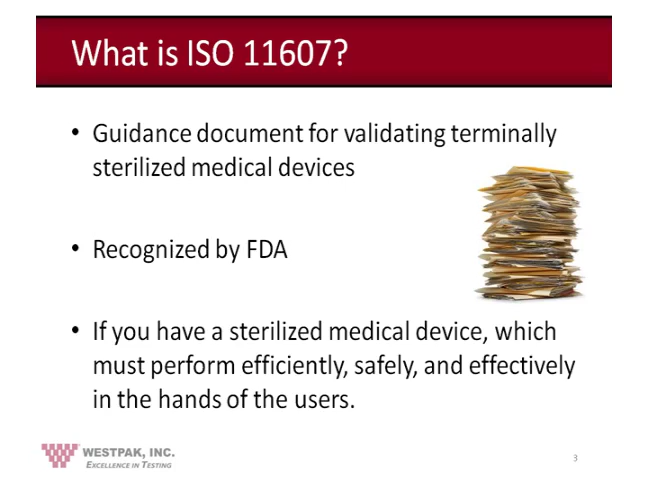 What is ISO 11607?
• Guidance document for validating terminally
sterilized medical devices
• Recognized by FDA
• If you have a sterilized medical device, which
must perform efficiently, safely, and effectively
in the hands of the users.
WESTPAK, INC.
EXCELLENCE IN TESTING
3